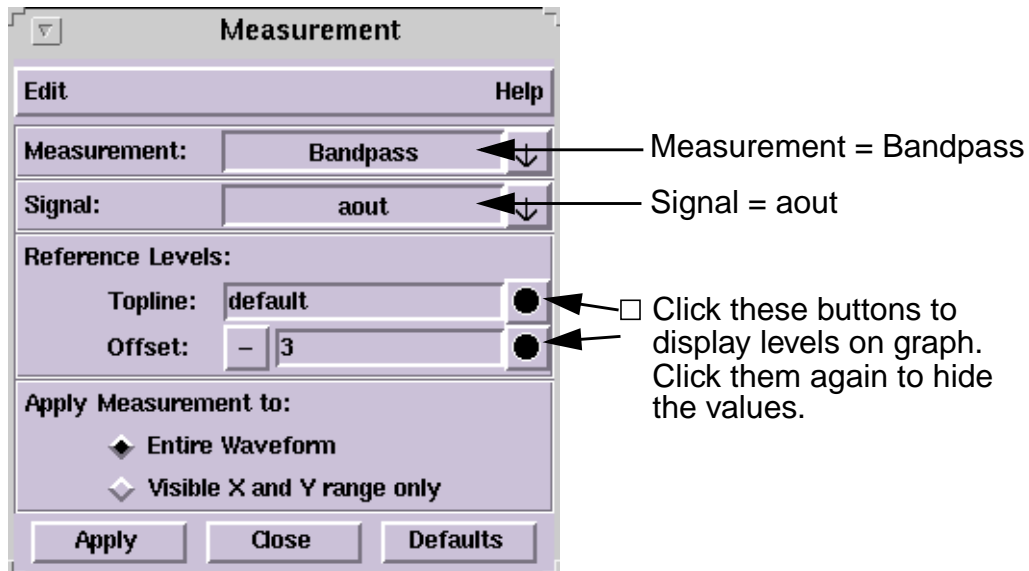 Measurement
Edit Help
Measurement: Bandpass
Measurement = Bandpass
Signal: aout
Signal = aout
Reference Levels:
Topline: default
Offset: – 3
□ Click these buttons to
display levels on graph.
Click them again to hide
the values.
Apply Measurement to:
Entire Waveform
Visible X and Y range only
Apply Close Defaults